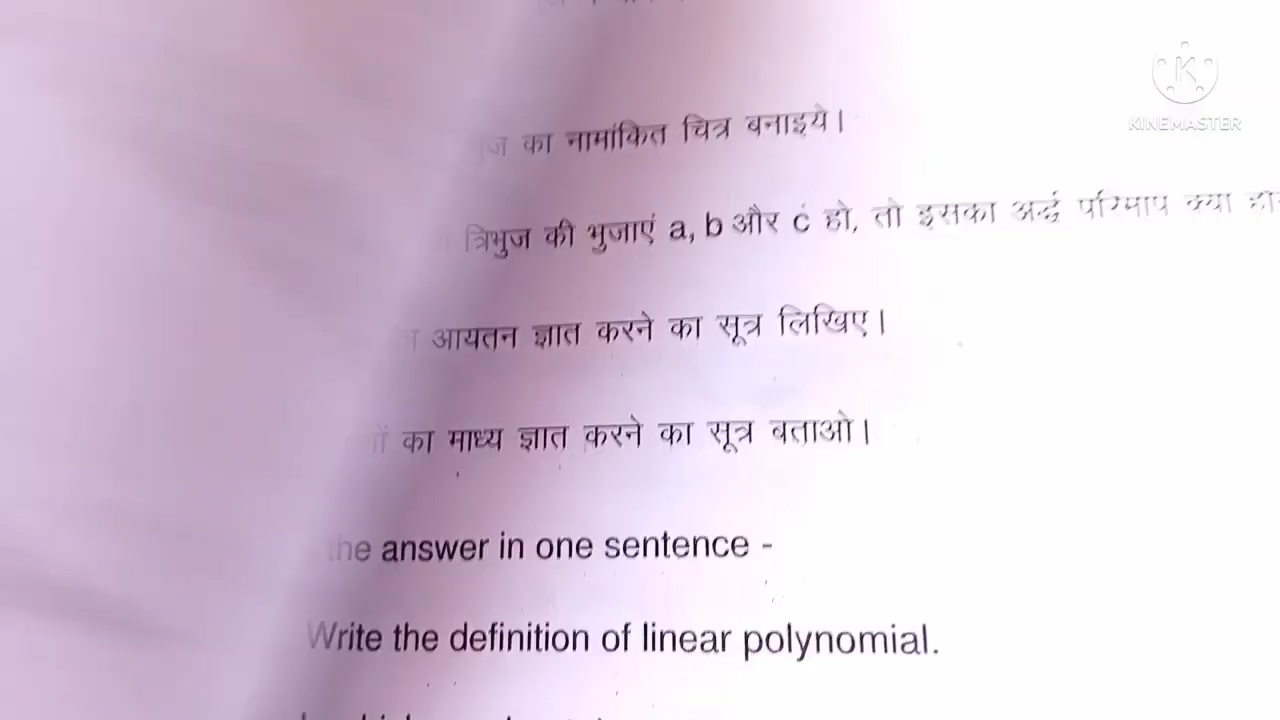 KINEMASTER
का नामांकित चित्र बनाइये।
त्रिभुज की भुजाएं a, b और c हो, तो इसका अर्द्ध परिमाप क्या
आयतन ज्ञात करने का सूत्र लिखिए।
का माध्य ज्ञात करने का सूत्र बताओ।
the answer in one sentence -
Write the definition of linear polynomial.